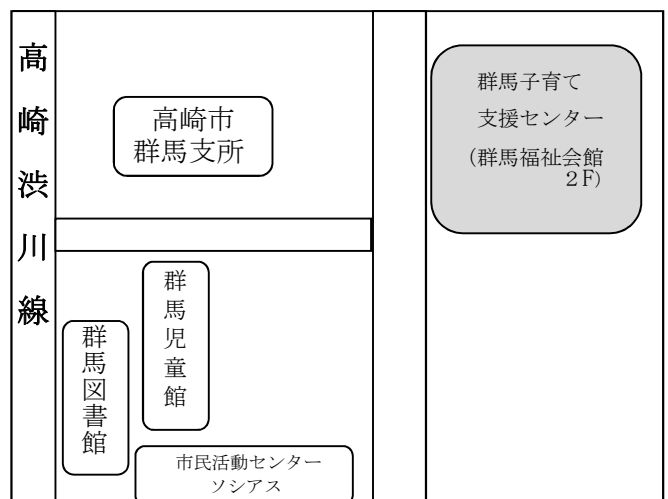 高崎渋川線
高崎市
群馬支所
群馬子育て
支援センター
(群馬福祉会館
２F)
群馬児童館
群馬図書館
市民活動センター
ソシアス